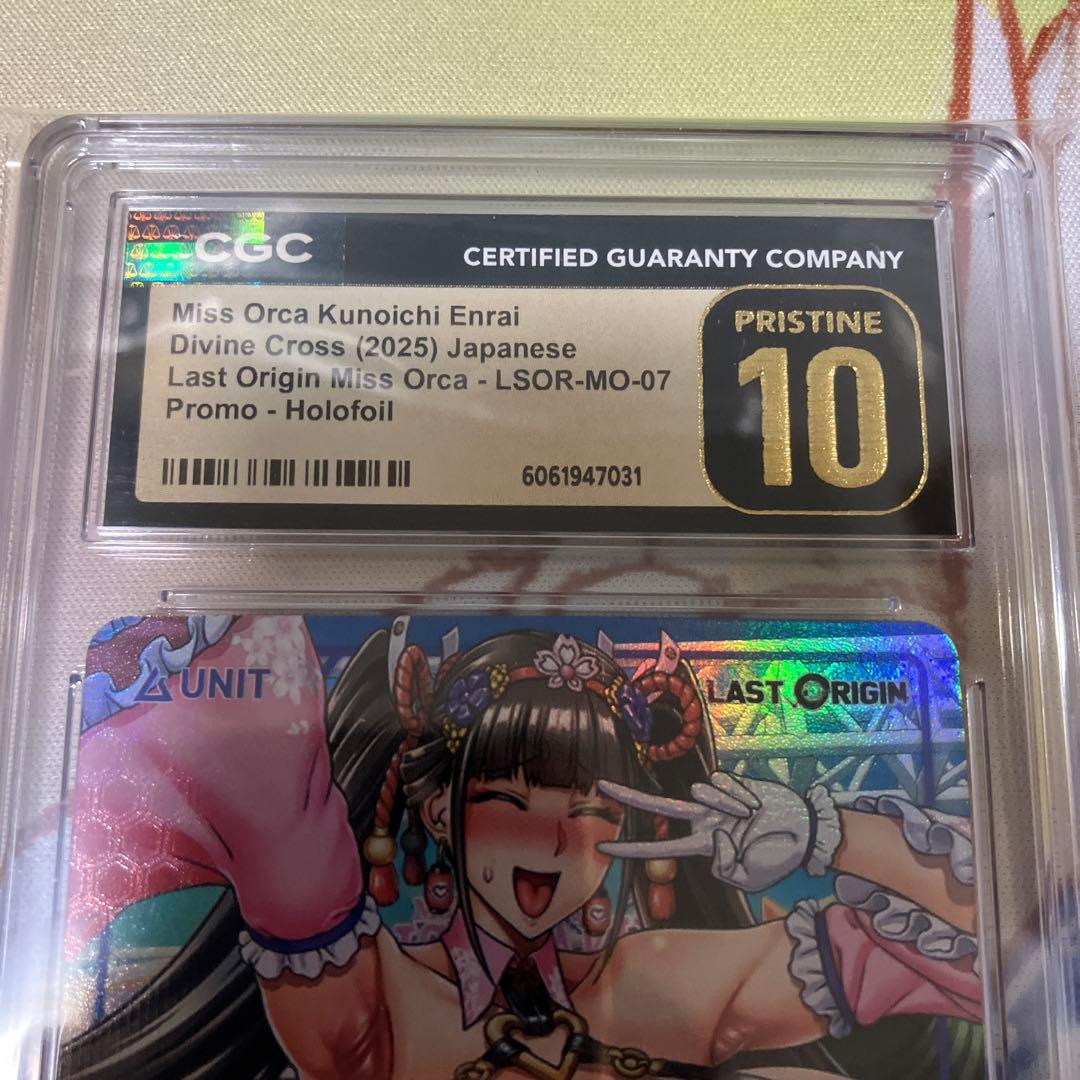 CGC
CERTIFIED GUARANTY COMPANY
Miss Orca Kunoichi Enrai
Divine Cross (2025) Japanese
Last Origin Miss Orca - LSOR-MO-07
Promo - Holofoil
6061947031
PRISTINE
10
UNIT
LAST ORIGIN